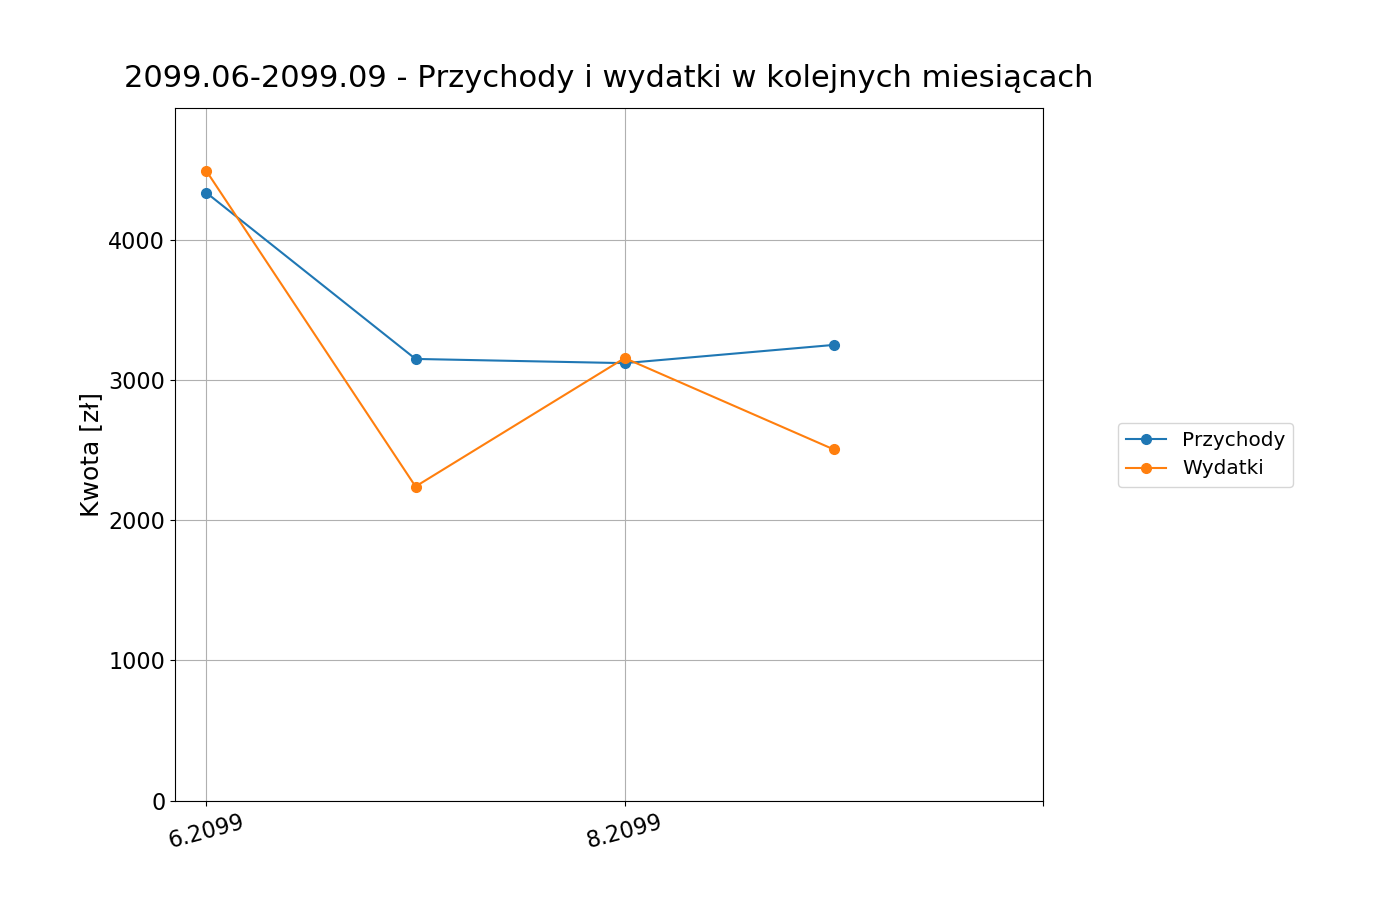 2099.06-2099.09 - Przychody i wydatki w kolejnych miesiącach
Kwota [zł]
4000
3000
2000
1000
0
6.2099
8.2099
Przychody
Wydatki